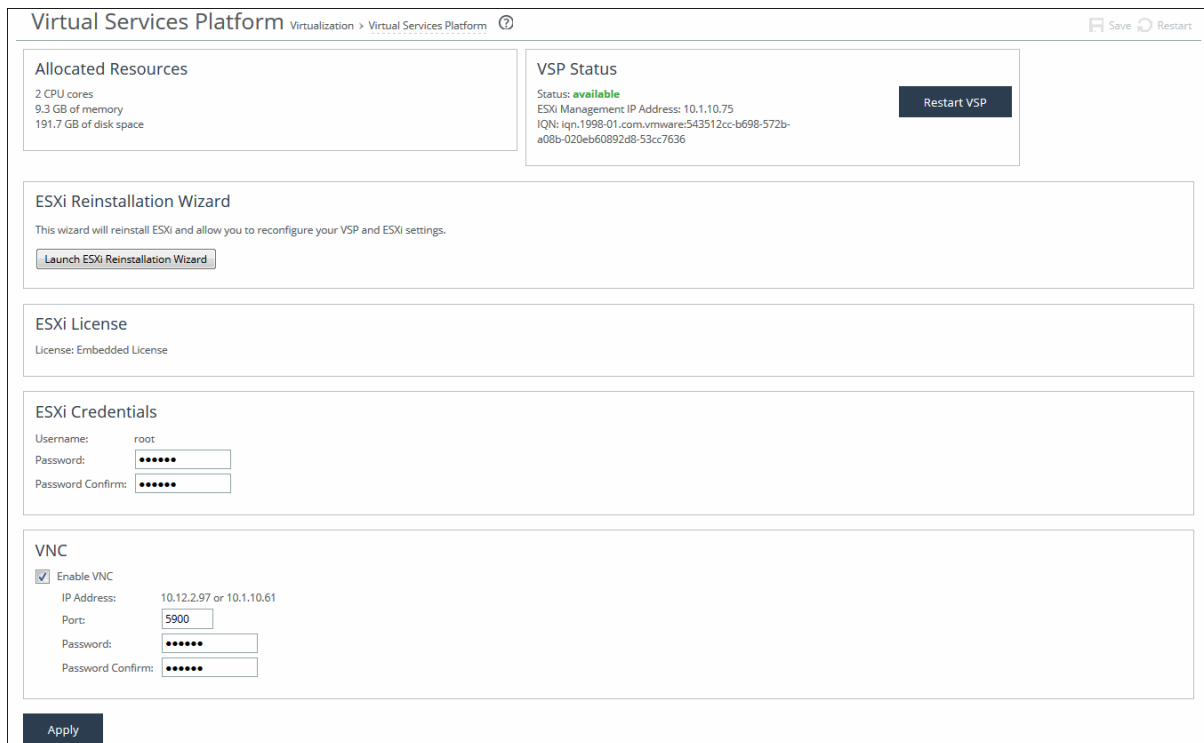 Virtual Services Platform Virtualization › Virtual Services Platform ?
Save Restart
Allocated Resources
2 CPU cores
9.3 GB of memory
191.7 GB of disk space
VSP Status
Status: available
ESXi Management IP Address: 10.1.10.75
IQN: iqn.1998-01.com.vmware:543512cc-b698-572b-
a08b-020eb60892d8-53cc7636
Restart VSP
ESXi Reinstallation Wizard
This wizard will reinstall ESXi and allow you to reconfigure your VSP and ESXi settings.
Launch ESXi Reinstallation Wizard
ESXi License
License: Embedded License
ESXi Credentials
Username: root
Password: ••••••
Password Confirm: ••••••
VNC
Enable VNC
IP Address: 10.12.2.97 or 10.1.10.61
Port: 5900
Password: ••••••
Password Confirm: ••••••
Apply